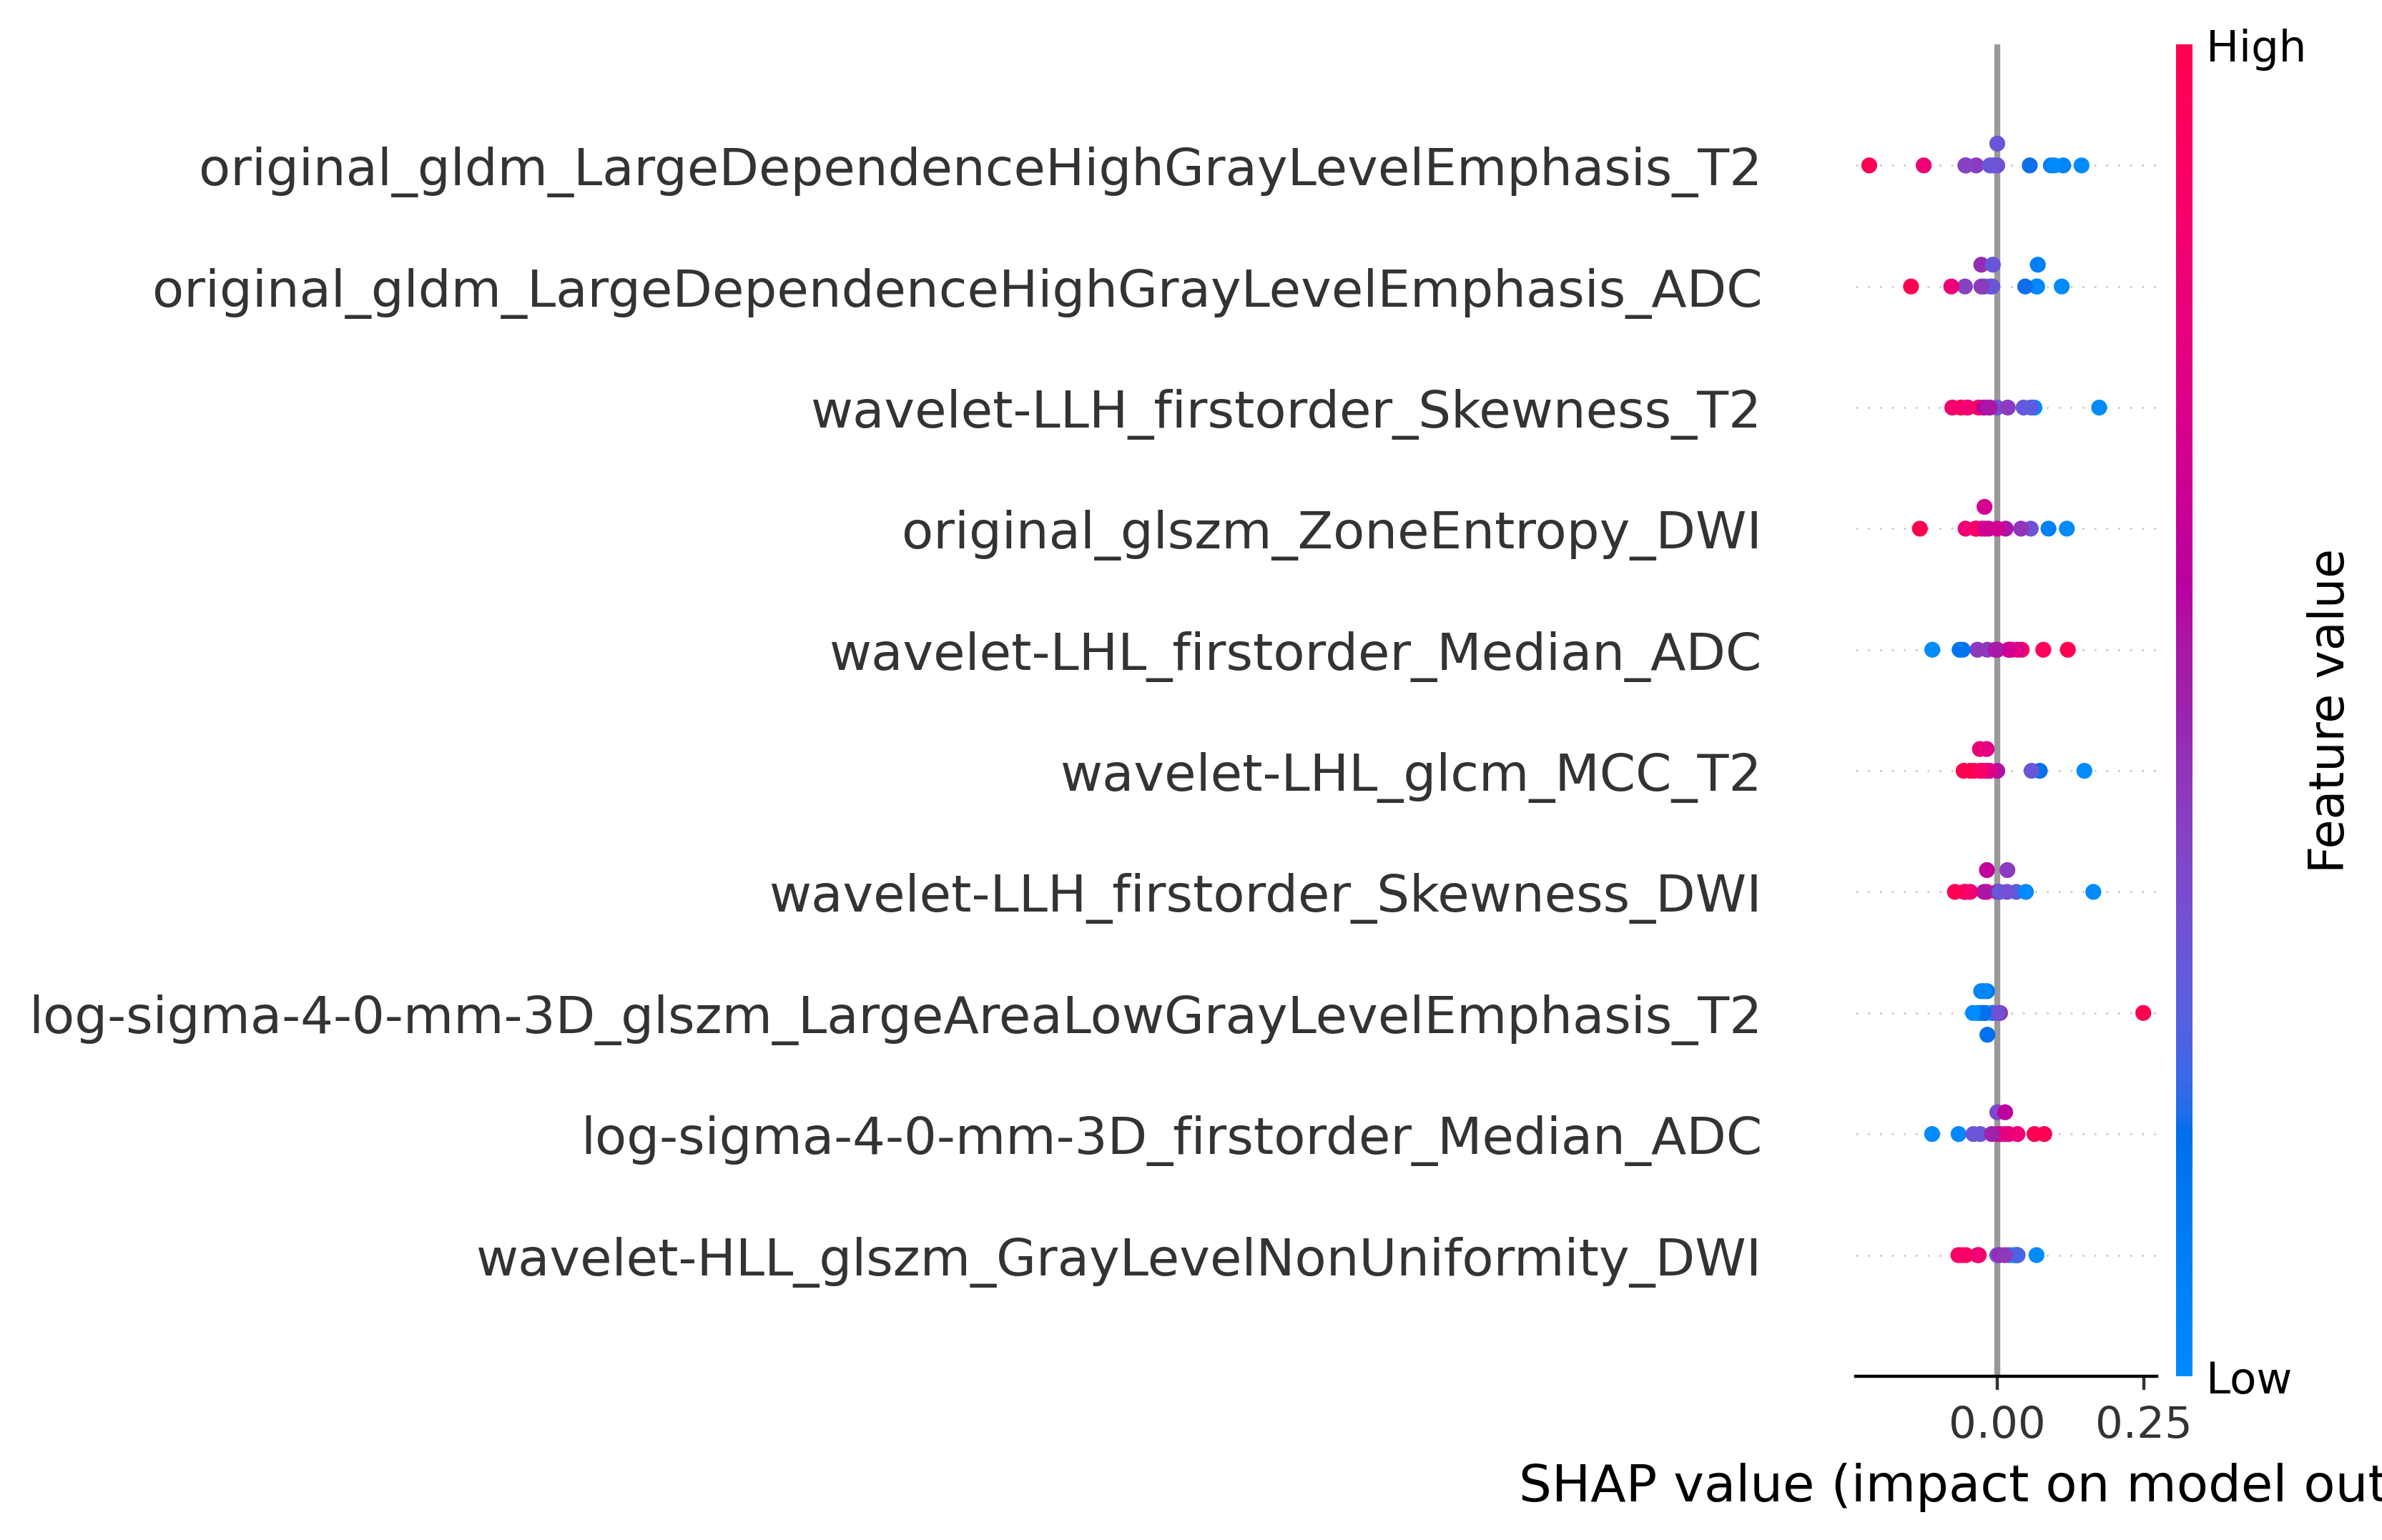 High
original_gldm_LargeDependenceHighGrayLevelEmphasis_T2
original_gldm_LargeDependenceHighGrayLevelEmphasis_ADC
wavelet-LLH_firstorder_Skewness_T2
original_glszm_ZoneEntropy_DWI
wavelet-LHL_firstorder_Median_ADC
wavelet-LHL_glcm_MCC_T2
wavelet-LLH_firstorder_Skewness_DWI
log-sigma-4-0-mm-3D_glszm_LargeAreaLowGrayLevelEmphasis_T2
log-sigma-4-0-mm-3D_firstorder_Median_ADC
wavelet-HLL_glszm_GrayLevelNonUniformity_DWI
Feature value
Low
0.00 0.25
SHAP value (impact on model out